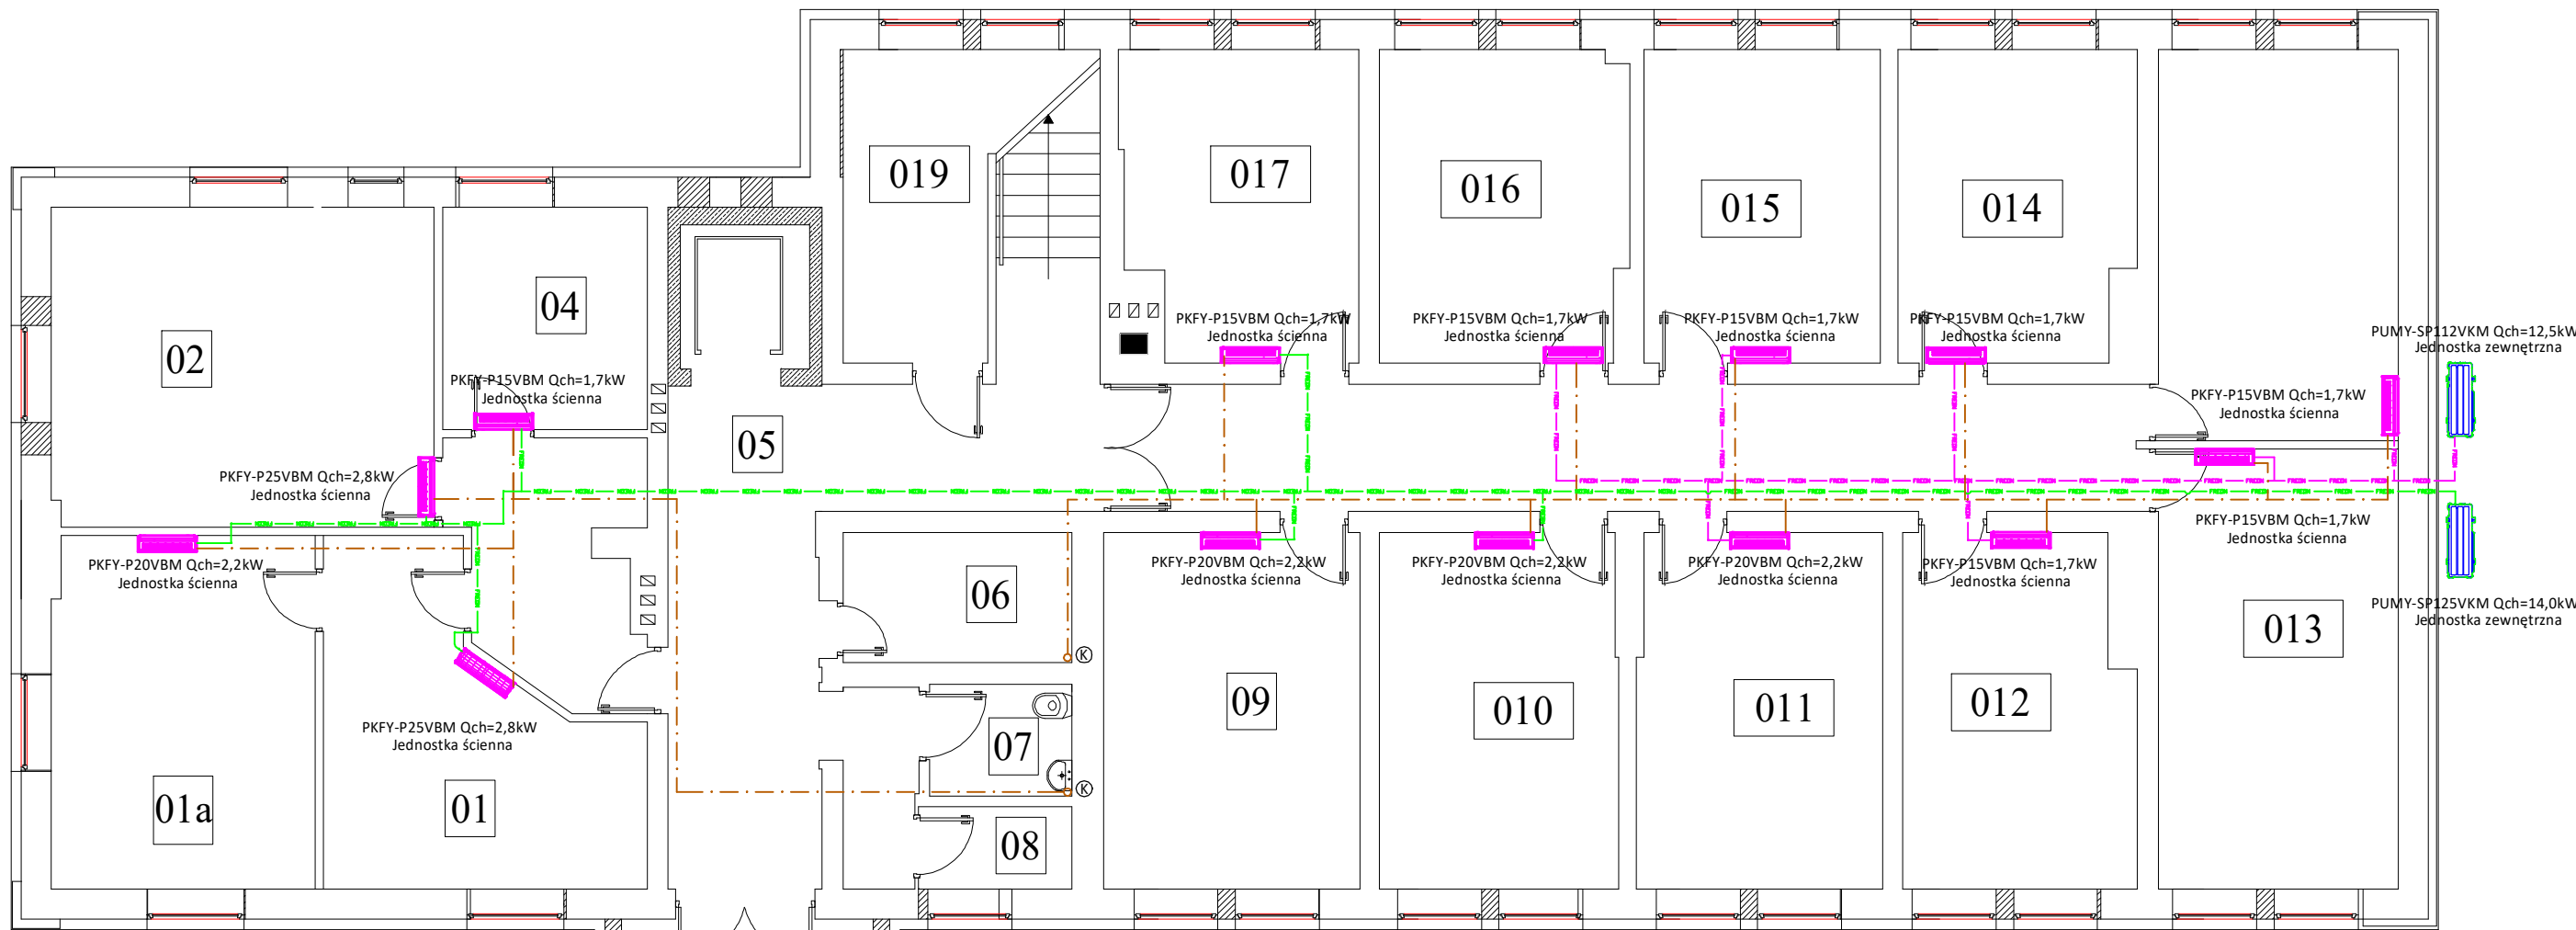 019
017
016
015
014
02
04
05
PKFY-P15VBM Qch=1,7kW
Jednostka ścienna
PKFY-P15VBM Qch=1,7kW
Jednostka ścienna
PKFY-P15VBM Qch=1,7kW
Jednostka ścienna
PKFY-P15VBM Qch=1,7kW
Jednostka ścienna
PUMY-SP112VKM Qch=12,5kW
Jednostka zewnętrzna
PKFY-P15VBM Qch=1,7kW
Jednostka ścienna
PKFY-P15VBM Qch=1,7kW
Jednostka ścienna
PKFY-P25VBM Qch=2,8kW
Jednostka ścienna
PKFY-P15VBM Qch=1,7kW
Jednostka ścienna
PKFY-P20VBM Qch=2,2kW
Jednostka ścienna
PKFY-P20VBM Qch=2,2kW
Jednostka ścienna
PKFY-P20VBM Qch=2,2kW
Jednostka ścienna
PKFY-P20VBM Qch=2,2kW
Jednostka ścienna
PKFY-P15VBM Qch=1,7kW
Jednostka ścienna
PUMY-SP125VKM Qch=14,0kW
Jednostka zewnętrzna
06
K
013
09
010
011
012
PKFY-P25VBM Qch=2,8kW
Jednostka ścienna
07
K
01a
01
08